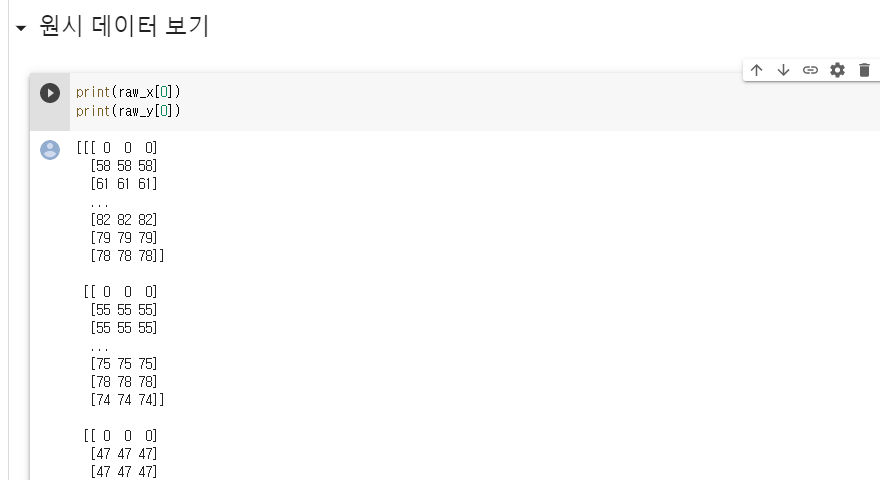 원시 데이터 보기
print(raw_x[0])
print(raw_y[0])
[[[ 0  0  0]
  [58 58 58]
  [61 61 61]
  ...
  [82 82 82]
  [79 79 79]
  [78 78 78]]
 [[ 0  0  0]
  [55 55 55]
  [55 55 55]
  ...
  [75 75 75]
  [78 78 78]
  [74 74 74]]
 [[ 0  0  0]
  [47 47 47]
  [47 47 47]